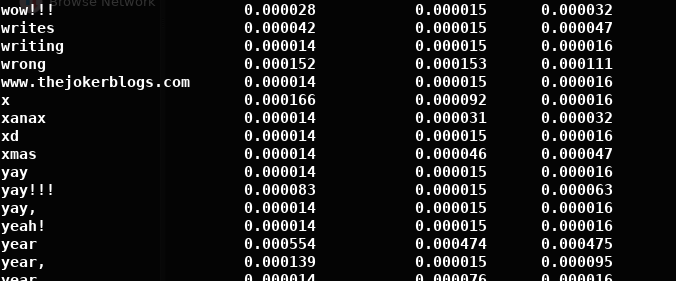 Browse Network
wow!!! 0.000028 0.000015 0.000032
writes 0.000042 0.000015 0.000047
writing 0.000014 0.000015 0.000016
wrong 0.000152 0.000153 0.000111
www.thejokerblogs.com 0.000014 0.000015 0.000016
x 0.000166 0.000092 0.000016
xanax 0.000014 0.000031 0.000032
xd 0.000014 0.000015 0.000016
xmas 0.000014 0.000046 0.000047
yay 0.000014 0.000015 0.000016
yay!!! 0.000083 0.000015 0.000063
yay, 0.000014 0.000015 0.000016
yeah! 0.000014 0.000015 0.000016
year 0.000554 0.000474 0.000475
year, 0.000139 0.000015 0.000095
year 0.000014 0.000076 0.000016